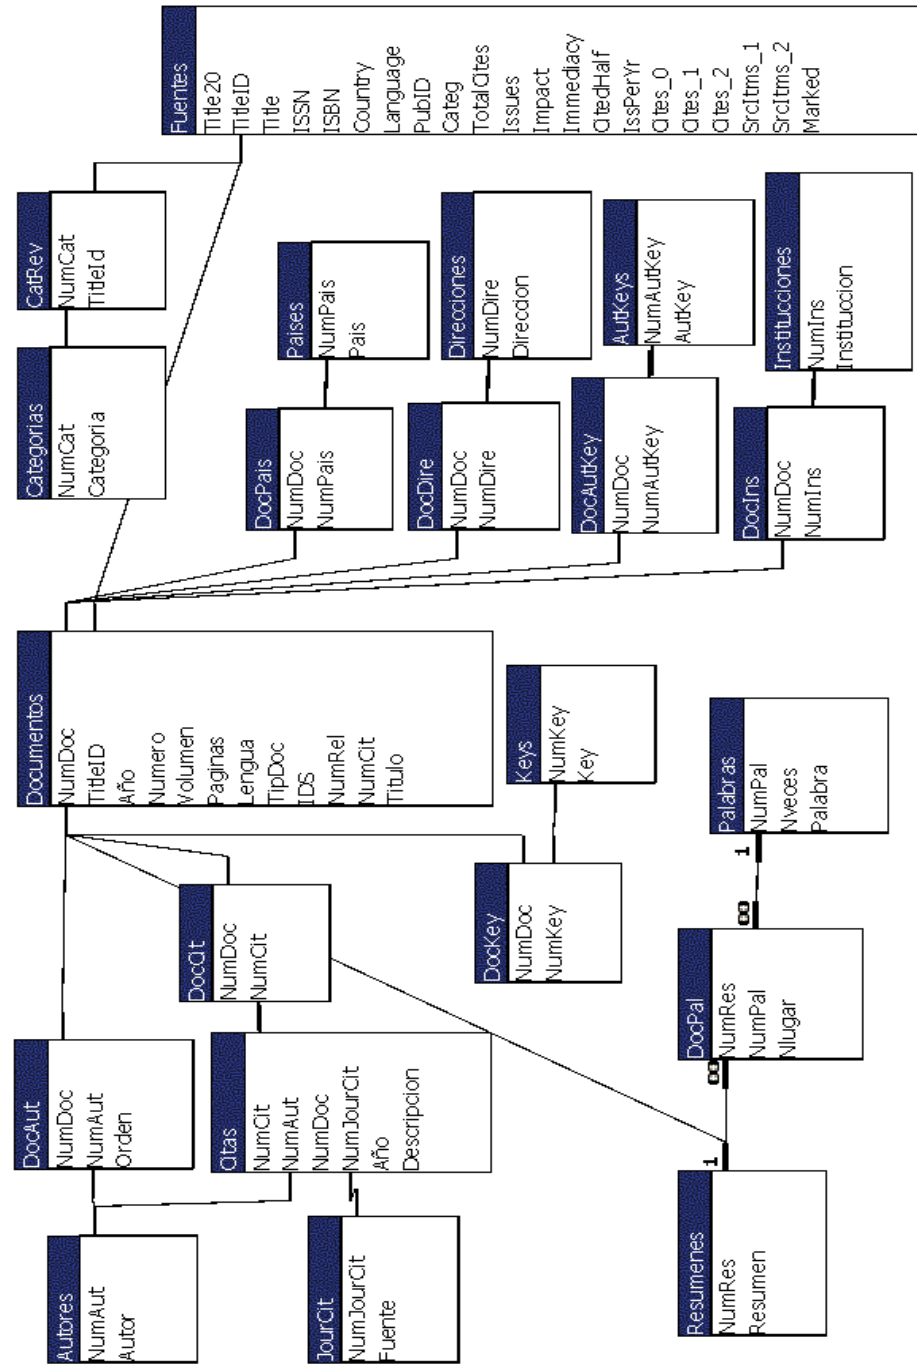 Autores
NumAut
Autor
DocAut
NumDoc
NumAut
Orden
Documentos
NumDoc
TitleID
Año
Numero
Volumen
Paginas
Lengua
TipDoc
IDS
NumRel
NumCit
Titulo
Categorias
NumCat
Categoria
CatRev
NumCat
TitleId
Fuentes
Title20
TitleID
Title
ISSN
ISBN
Country
Language
PubID
Categ
TotalCites
Issues
Impact
Immediacy
CitedHalf
IssPerYr
Cites_0
Cites_1
Cites_2
SrcItms_1
SrcItms_2
Marked
DocCit
NumDoc
NumCit
Citas
NumCit
NumAut
NumDoc
NumJourCit
Año
Descripcion
JourCit
NumJourCit
Fuente
DocPais
NumDoc
NumPais
Paises
NumPais
Pais
DocDire
NumDoc
NumDire
Direcciones
NumDire
Direccion
DocKey
NumDoc
NumKey
Keys
NumKey
Key
DocAutKey
NumDoc
NumAutKey
AutKeys
NumAutKey
AutKey
Resumenes
NumRes
Resumen
1
∞
DocPal
NumRes
NumPal
Nlugar
∞
1
Palabras
NumPal
Nveces
Palabra
DocIns
NumDoc
NumIns
Institucciones
NumIns
Instituccion